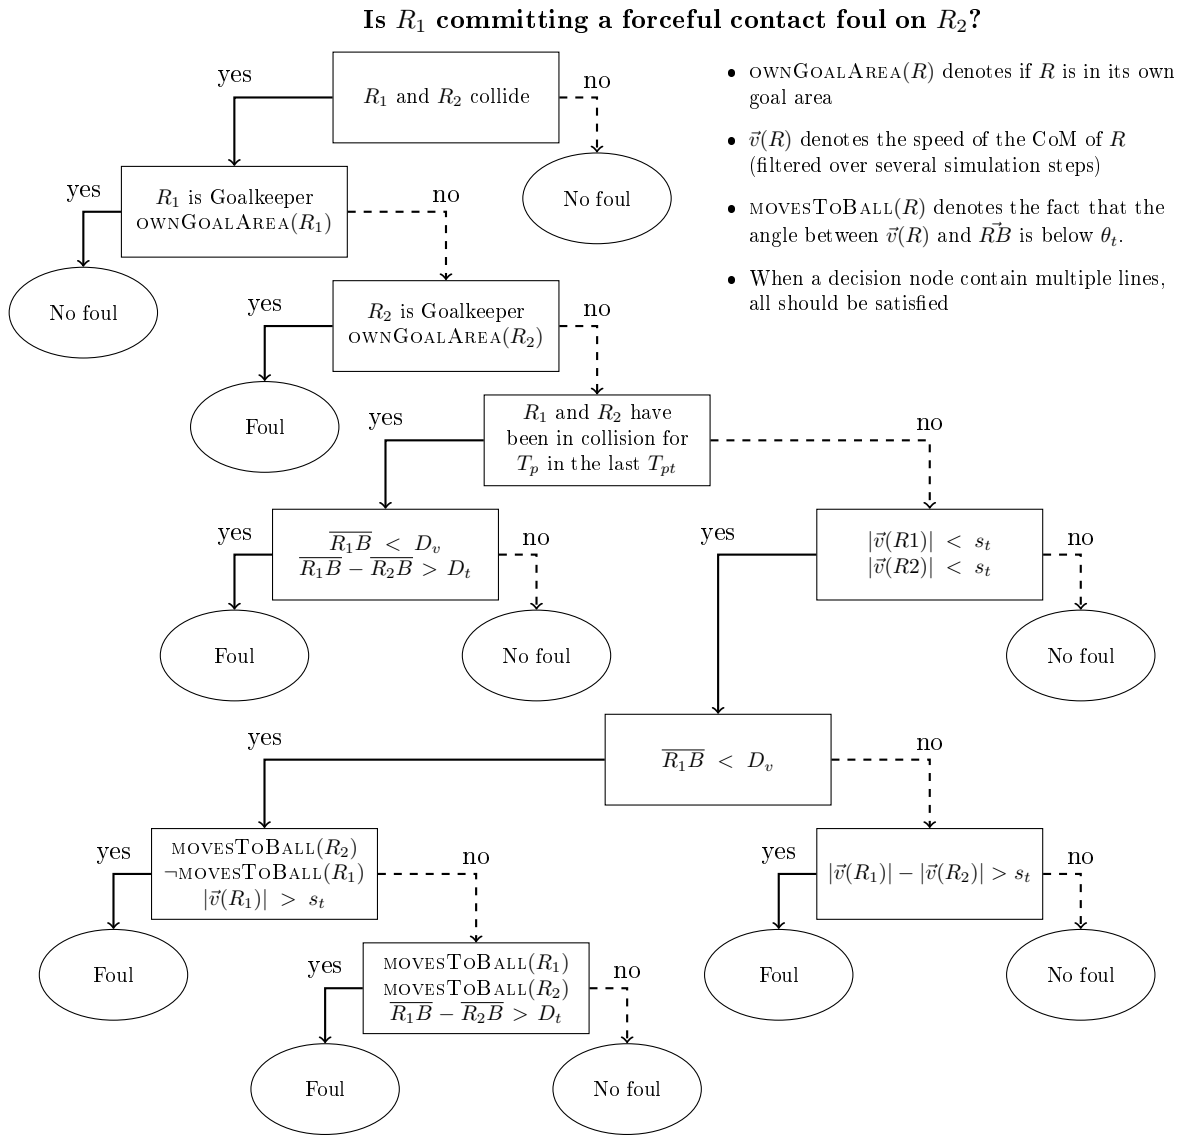 Is R₁ committing a forceful contact foul on R₂?
yes
R₁ and R₂ collide
no
No foul
• OWNGOALAREA(R) denotes if R is in its own
goal area
• v⃗(R) denotes the speed of the CoM of R
(filtered over several simulation steps)
• MOVESTOBALL(R) denotes the fact that the
angle between v⃗(R) and RB⃗ is below θₜ.
• When a decision node contain multiple lines,
all should be satisfied
yes
R₁ is Goalkeeper
OWNGOALAREA(R₁)
no
No foul
yes
R₂ is Goalkeeper
OWNGOALAREA(R₂)
no
Foul
yes
R₁ and R₂ have
been in collision for
Tₚ in the last Tₚₜ
no
yes
R̅₁̅B̅ < Dᵥ
R̅₁̅B̅ − R̅₂̅B̅ > Dₜ
no
Foul
No foul
yes
|v⃗(R1)| < sₜ
|v⃗(R2)| < sₜ
no
No foul
yes
R̅₁̅B̅ < Dᵥ
no
yes
MOVESTOBALL(R₂)
¬MOVESTOBALL(R₁)
|v⃗(R₁)| > sₜ
no
Foul
yes
|v⃗(R₁)| − |v⃗(R₂)| > sₜ
no
Foul
No foul
yes
MOVESTOBALL(R₁)
MOVESTOBALL(R₂)
R̅₁̅B̅ − R̅₂̅B̅ > Dₜ
no
Foul
No foul